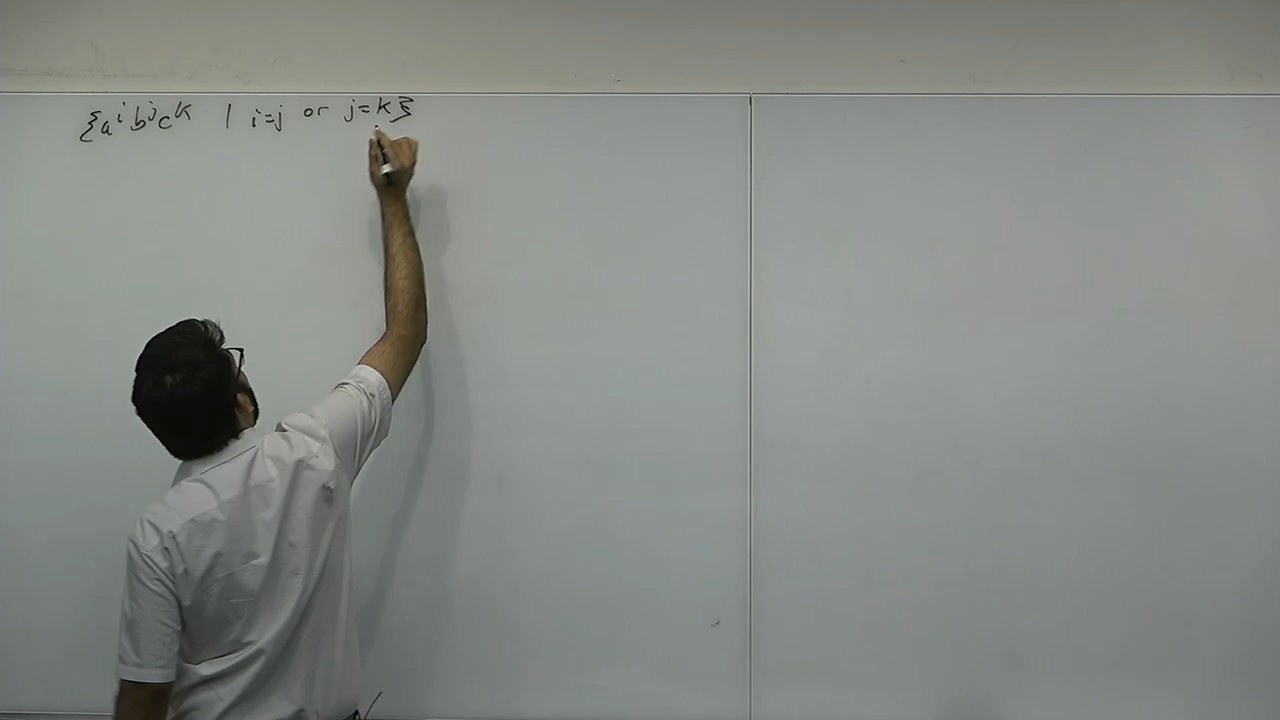 {aⁱbʲcᵏ | i=j or j=k}